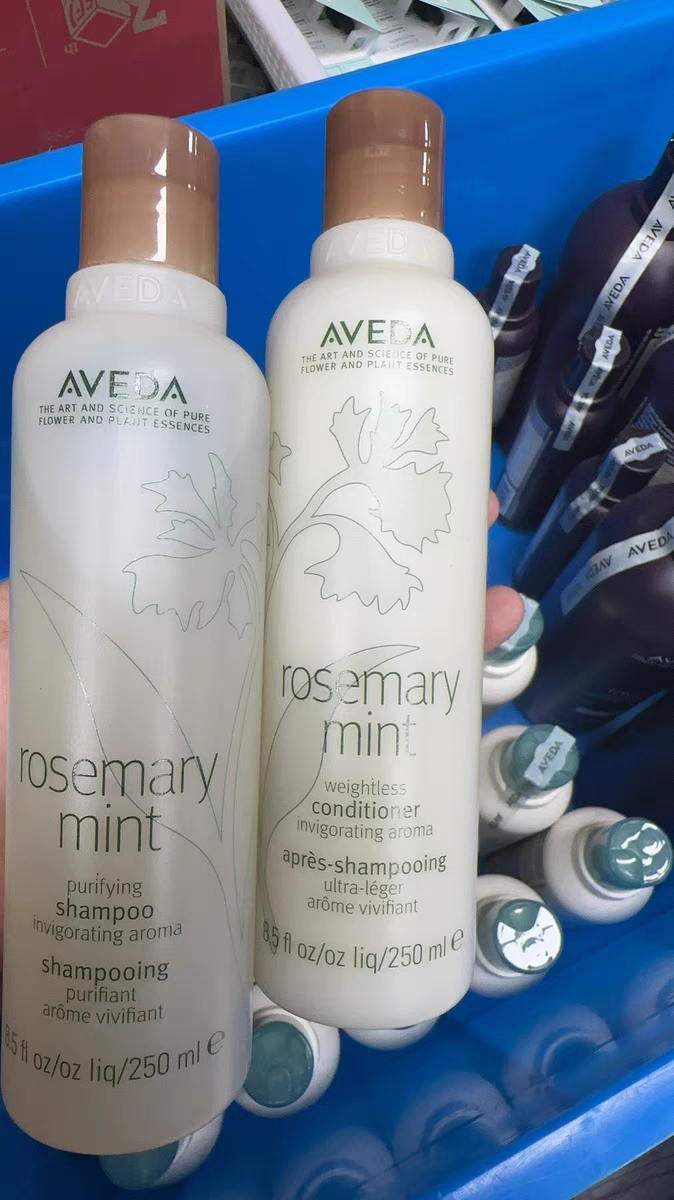 AVEDA
AVEDA
THE ART AND SCIENCE OF PURE
FLOWER AND PLANT ESSENCES
rosemary
mint
purifying
shampoo
invigorating aroma
shampooing
purifiant
arôme vivifiant
8.5 fl oz/oz liq/250 ml e
AVEDA
AVEDA
THE ART AND SCIENCE OF PURE
FLOWER AND PLANT ESSENCES
rosemary
mint
weightless
conditioner
invigorating aroma
après-shampooing
ultra-léger
arôme vivifiant
8.5 fl oz/oz liq/250 ml e
AVEDA
AVEDA
AVEDA
AVEDA
AVEDA
AVEDA